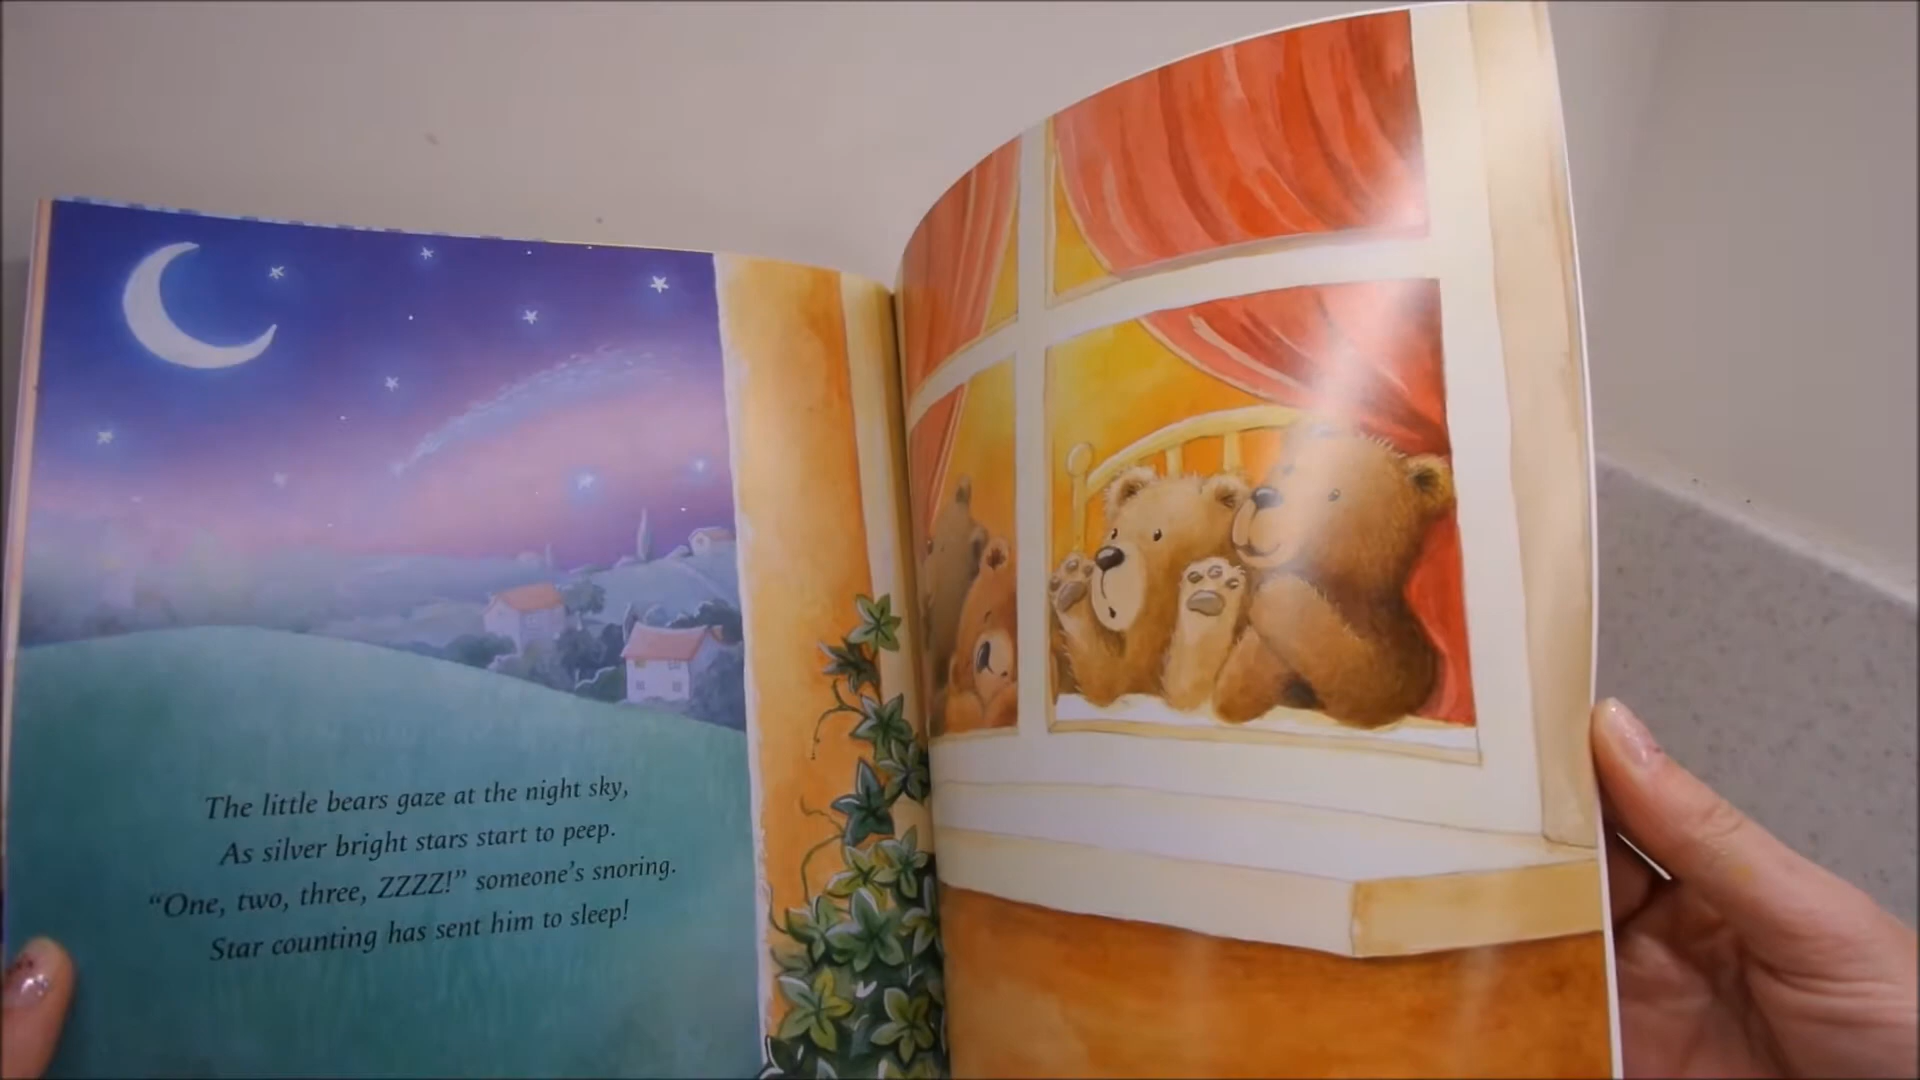 The little bears gaze at the night sky,
As silver bright stars start to peep.
“One, two, three, ZZZZ!” someone’s snoring.
Star counting has sent him to sleep!